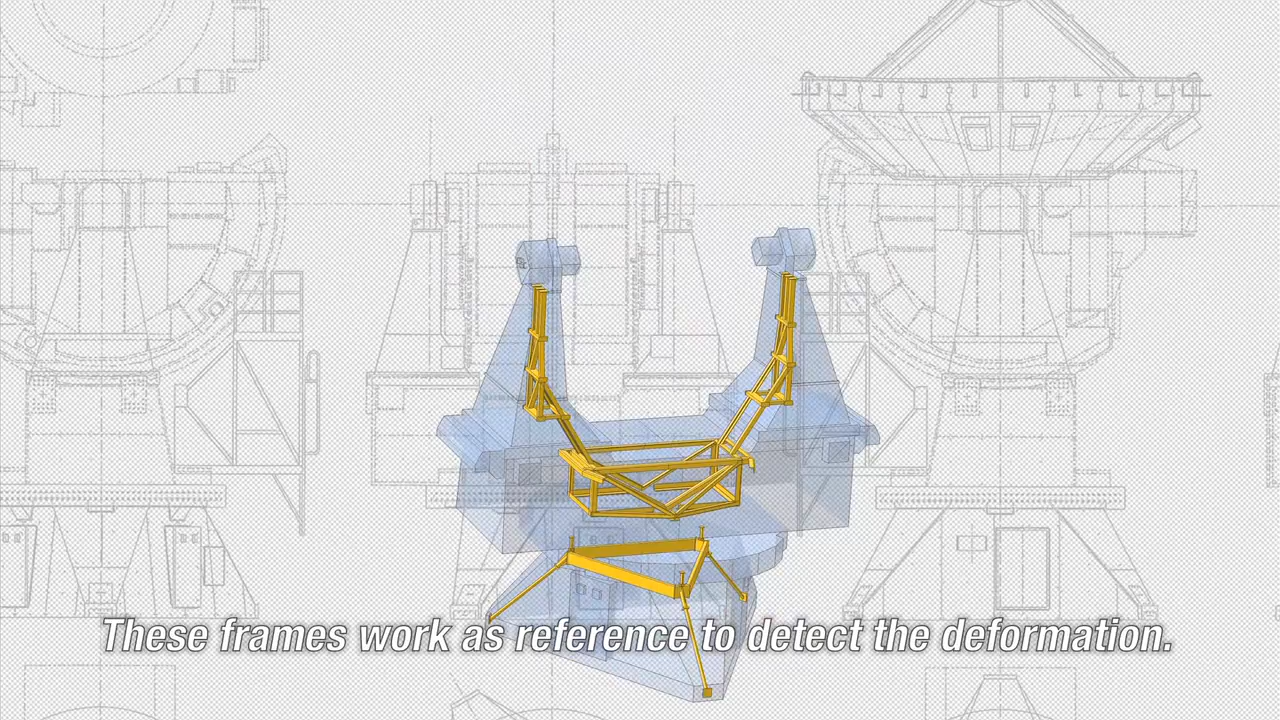 These frames work as reference to detect the deformation.